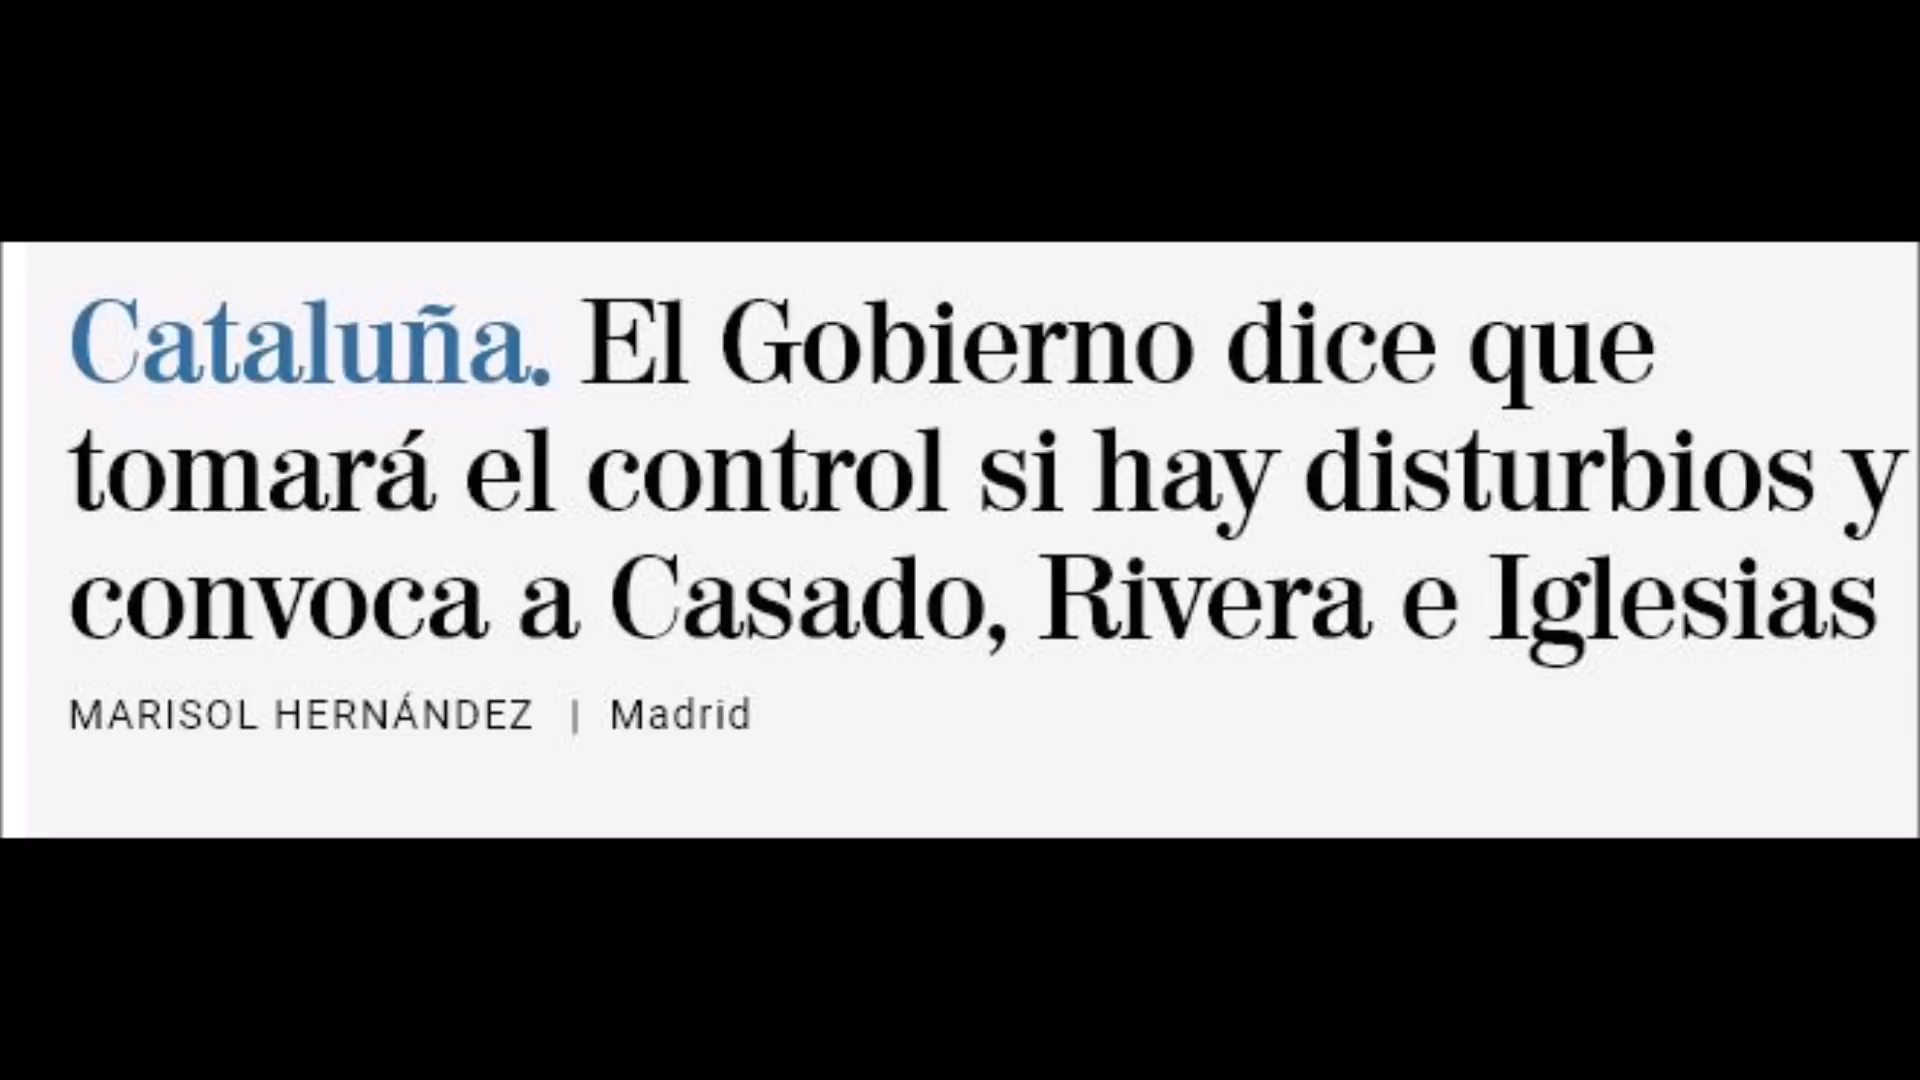 Cataluña. El Gobierno dice que
tomará el control si hay disturbios y
convoca a Casado, Rivera e Iglesias
MARISOL HERNÁNDEZ | Madrid